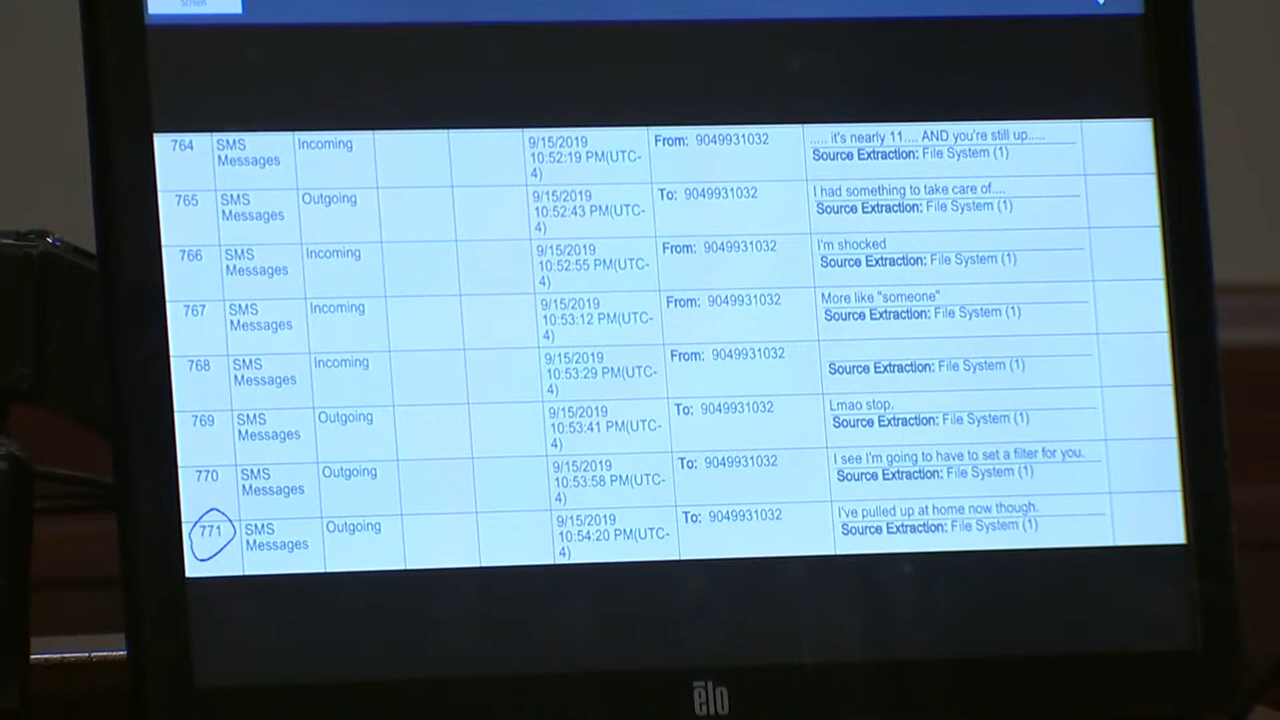 Screen
764 SMS Messages Incoming 9/15/2019 10:52:19 PM(UTC-4) From: 9049931032 ..... it's nearly 11.... AND you're still up.....
Source Extraction: File System (1)
765 SMS Messages Outgoing 9/15/2019 10:52:43 PM(UTC-4) To: 9049931032 I had something to take care of....
Source Extraction: File System (1)
766 SMS Messages Incoming 9/15/2019 10:52:55 PM(UTC-4) From: 9049931032 I'm shocked
Source Extraction: File System (1)
767 SMS Messages Incoming 9/15/2019 10:53:12 PM(UTC-4) From: 9049931032 More like "someone"
Source Extraction: File System (1)
768 SMS Messages Incoming 9/15/2019 10:53:29 PM(UTC-4) From: 9049931032
Source Extraction: File System (1)
769 SMS Messages Outgoing 9/15/2019 10:53:41 PM(UTC-4) To: 9049931032 Lmao stop.
Source Extraction: File System (1)
770 SMS Messages Outgoing 9/15/2019 10:53:58 PM(UTC-4) To: 9049931032 I see I'm going to have to set a filter for you.
Source Extraction: File System (1)
771 SMS Messages Outgoing 9/15/2019 10:54:20 PM(UTC-4) To: 9049931032 I've pulled up at home now though.
Source Extraction: File System (1)
ēlo